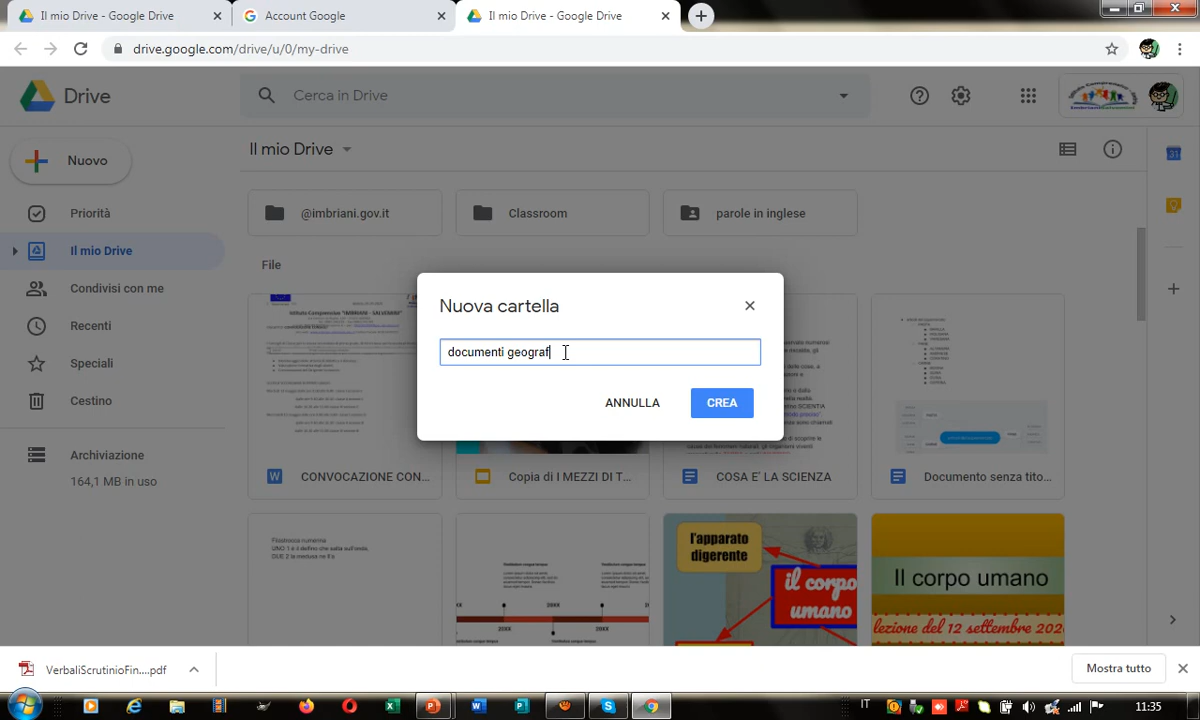 Il mio Drive - Google Drive
Account Google
Il mio Drive - Google Drive
drive.google.com/drive/u/0/my-drive
Drive
Cerca in Drive
Nuovo
Il mio Drive
31
Priorità
@imbriani.gov.it
Classroom
parole in inglese
Il mio Drive
File
Condivisi con me
Nuova cartella
Recenti
documenti geograf
Speciali
Cestino
ANNULLA
CREA
Archiviazione
164,1 MB in uso
CONVOCAZIONE CON...
Copia di I MEZZI DI T...
COSA E' LA SCIENZA
Documento senza tito...
l'apparato
digerente
il corpo
umano
Il corpo umano
lezione del 12 settembre 202
20XX
20XX
20XX
VerbaliScrutinioFin....pdf
Mostra tutto
IT
11:35